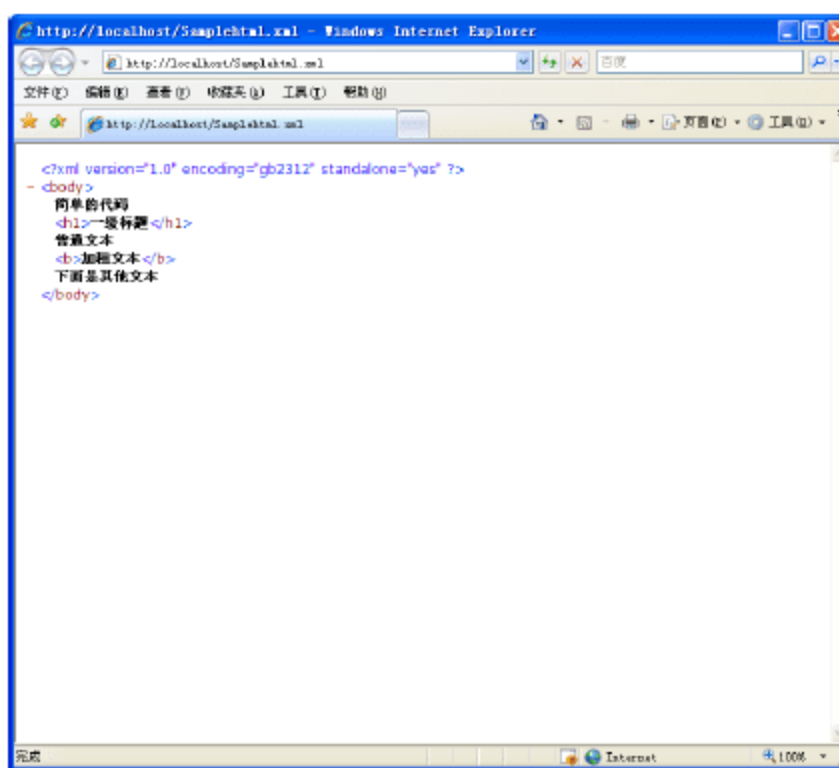 http://localhost/Samplehtml.xml - Windows Internet Explorer
http://localhost/Samplehtml.xml
百度
文件(F) 编辑(E) 查看(V) 收藏夹(A) 工具(T) 帮助(H)
http://localhost/Samplehtml.xml
页面(P) 工具(O)
<?xml version="1.0" encoding="gb2312" standalone="yes" ?>
- <body>
简单的代码
<h1>一级标题</h1>
普通文本
<b>加粗文本</b>
下面是其他文本
</body>
完成 Internet 100%